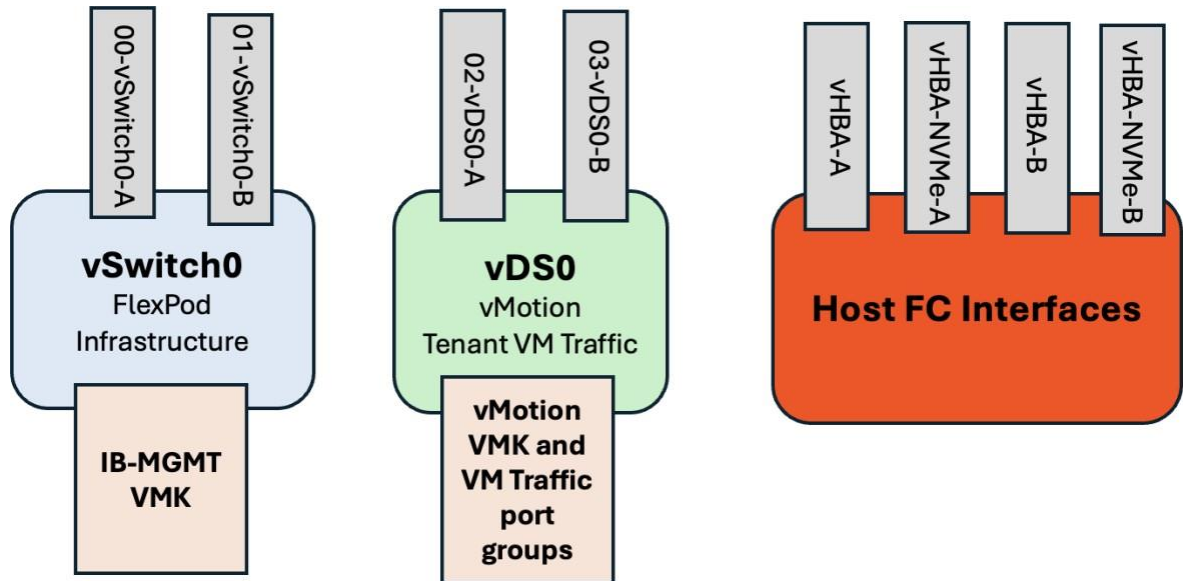 00-vSwitch0-A
01-vSwitch0-B
02-vDS0-A
03-vDS0-B
vHBA-A
vHBA-NVMe-A
vHBA-B
vHBA-NVMe-B
vSwitch0
FlexPod
Infrastructure
vDS0
vMotion
Tenant VM Traffic
Host FC Interfaces
IB-MGMT
VMK
vMotion
VMK and
VM Traffic
port
groups